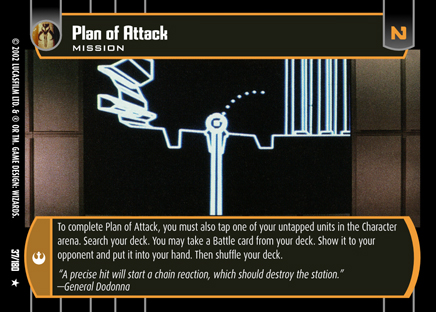 Plan of Attack
MISSION
N
© 2002 LUCASFILM LTD. & ® OR TM. GAME DESIGN: WIZARDS.
37/180 ★
To complete Plan of Attack, you must also tap one of your untapped units in the Character
arena. Search your deck. You may take a Battle card from your deck. Show it to your
opponent and put it into your hand. Then shuffle your deck.
“A precise hit will start a chain reaction, which should destroy the station.”
—General Dodonna